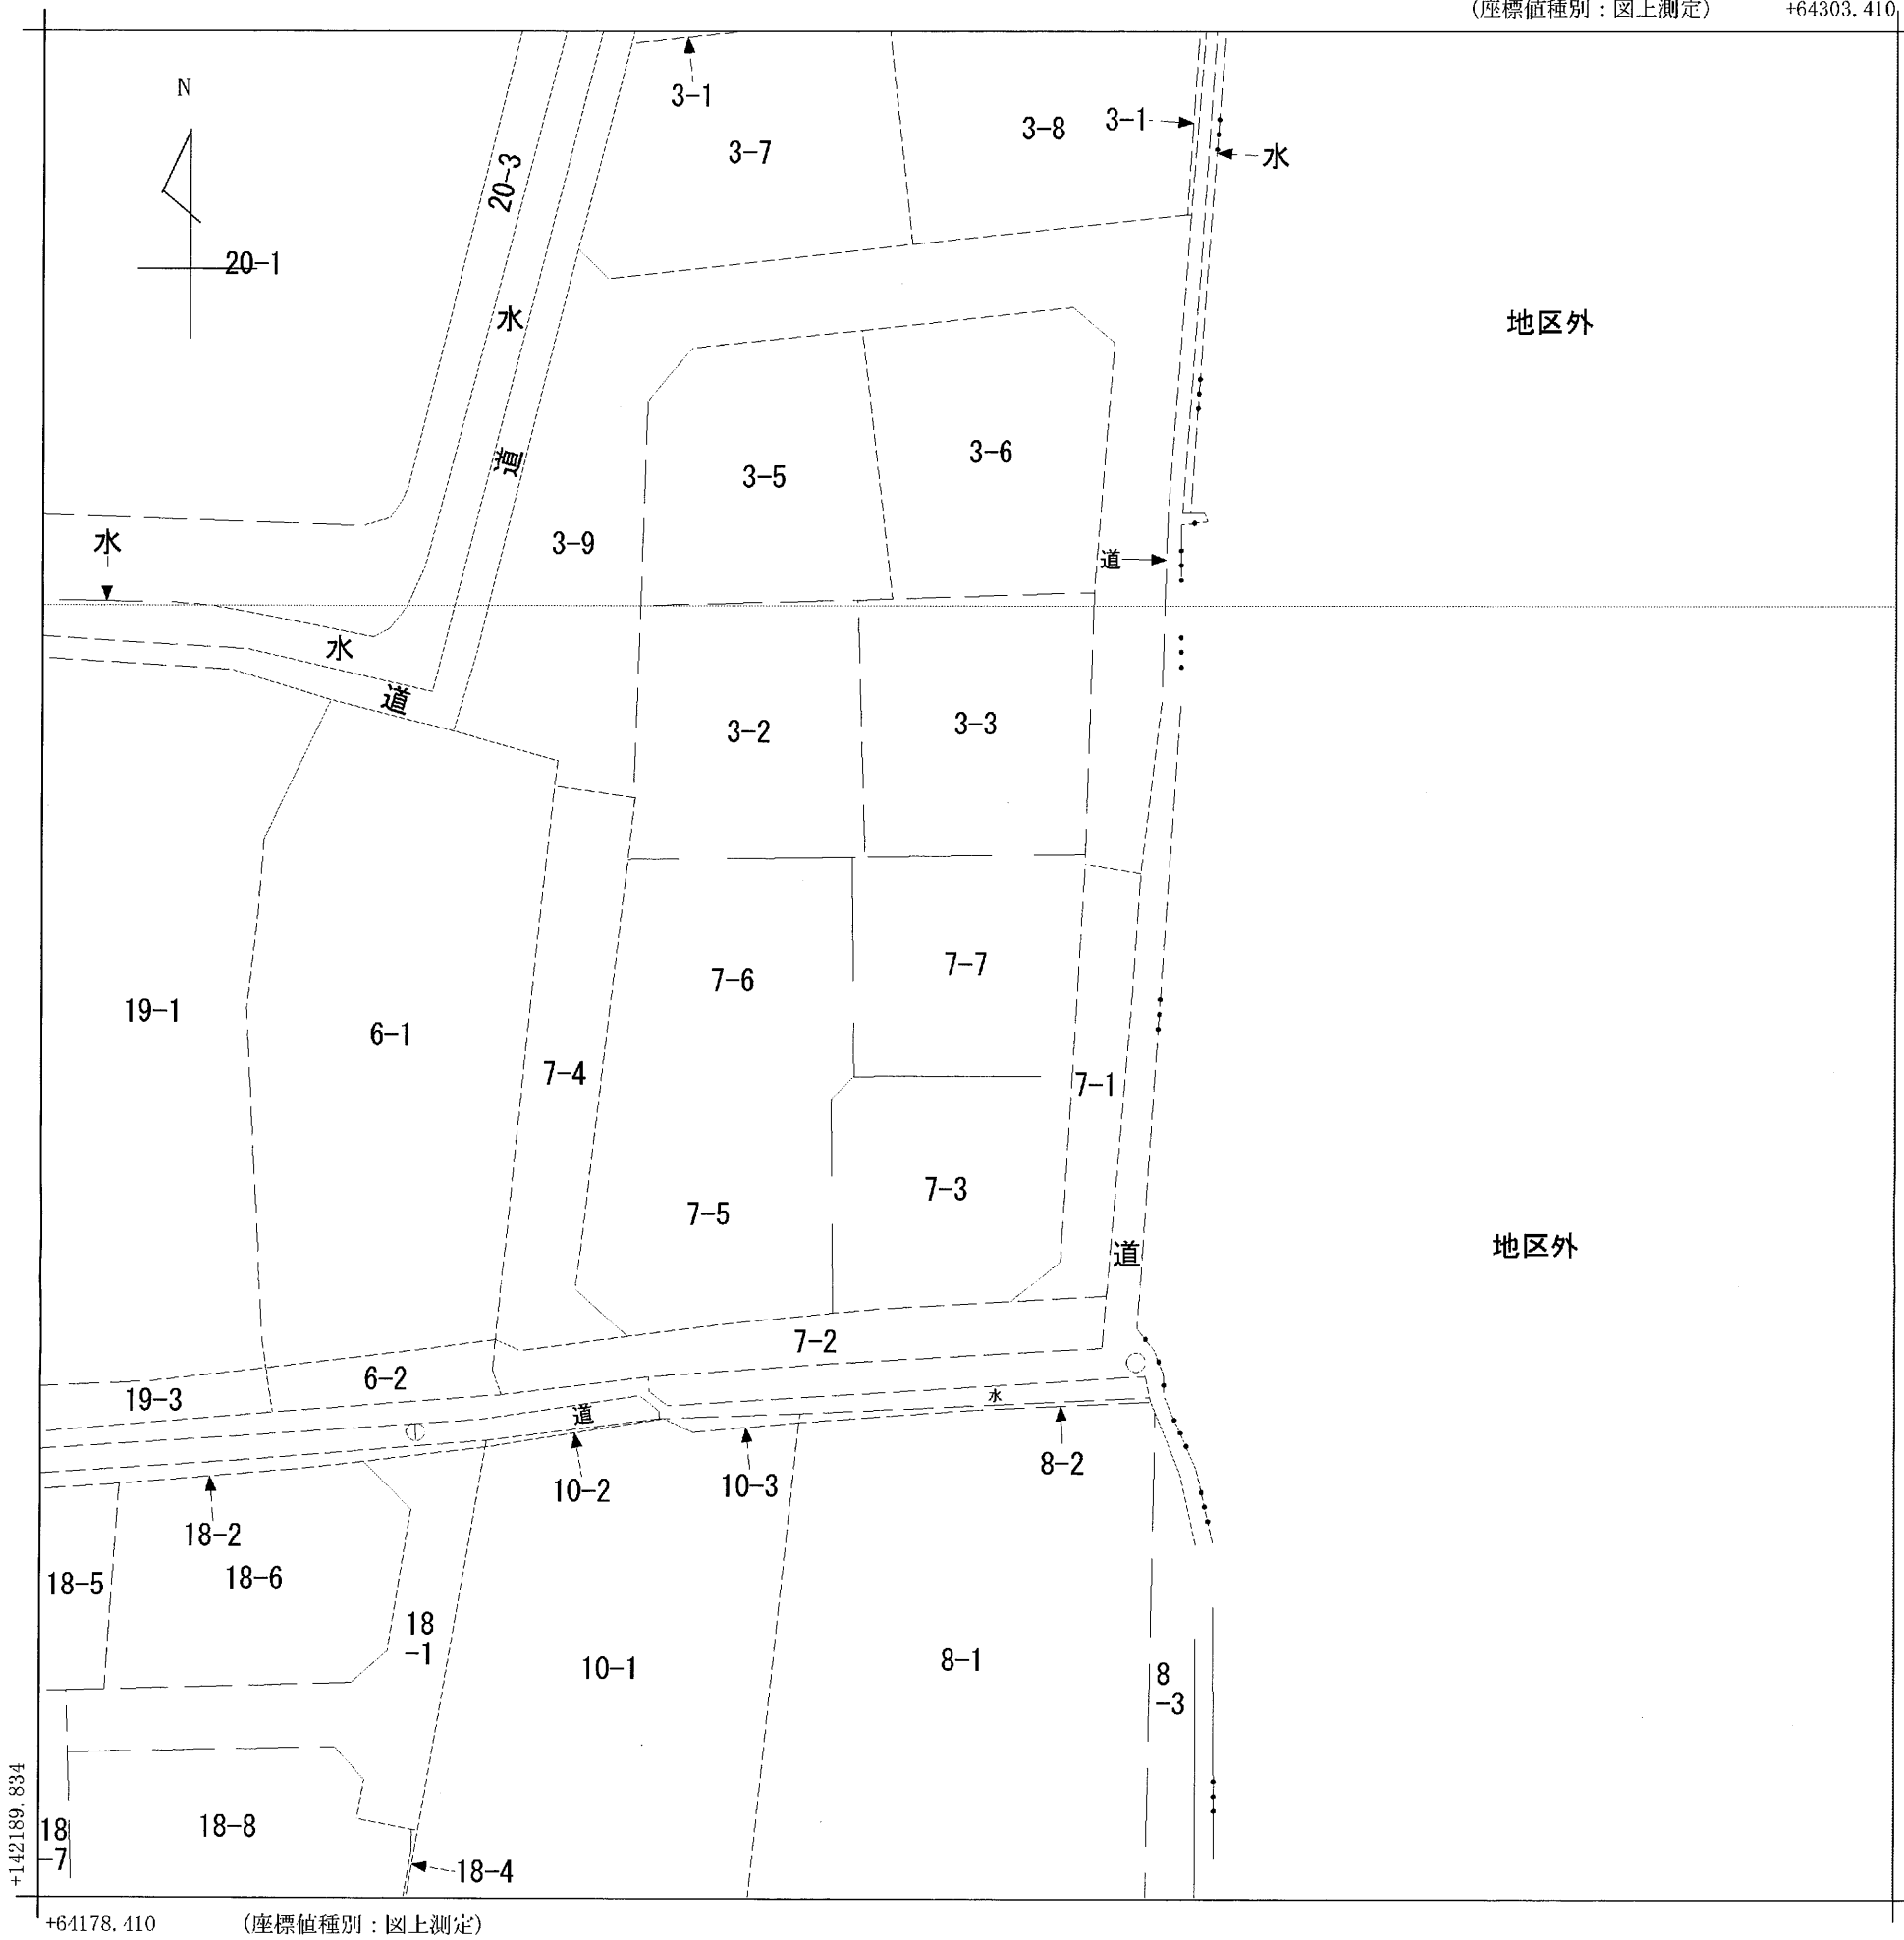 (座標値種別：図上測定)
+64303.410
N
3-1
3-7
3-8
3-1
水
20-3
20-1
水
地区外
道
3-5
3-6
3-9
水
道
水
道
3-2
3-3
7-6
7-7
19-1
6-1
7-4
7-1
7-3
7-5
道
地区外
7-2
6-2
19-3
水
道
8-2
10-2
10-3
18-2
18-5
18-6
18
-1
10-1
8-1
8
-3
+142189.834
18
-7
18-8
18-4
+64178.410
(座標値種別：図上測定)